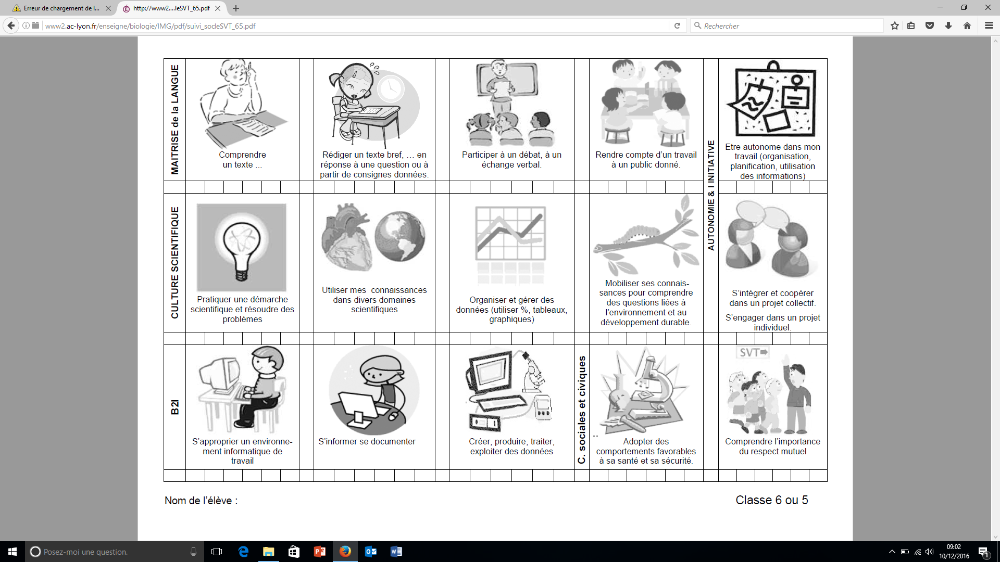 Erreur de chargement de l...
http://www2....leSVT_65.pdf
www2.ac-lyon.fr/enseigne/biologie/IMG/pdf/suivi_socleSVT_65.pdf
Rechercher
MAITRISE de la LANGUE
Comprendre
un texte ...
Rédiger un texte bref, … en
réponse à une question ou à
partir de consignes données.
Participer à un débat, à un
échange verbal.
Rendre compte d’un travail
à un public donné.
AUTONOMIE & I INITIATIVE
Etre autonome dans mon
travail (organisation,
planification, utilisation
des informations)
CULTURE SCIENTIFIQUE
Pratiquer une démarche
scientifique et résoudre des
problèmes
Utiliser mes connaissances
dans divers domaines
scientifiques
Organiser et gérer des
données (utiliser %, tableaux,
graphiques)
Mobiliser ses connais-
sances pour comprendre
des questions liées à
l’environnement et au
développement durable.
S’intégrer et coopérer
dans un projet collectif.
S’engager dans un projet
individuel.
B2I
S’approprier un environne-
ment informatique de
travail
S’informer se documenter
Créer, produire, traiter,
exploiter des données
C. sociales et civiques
--
Adopter des
comportements favorables
à sa santé et sa sécurité.
SVT
Comprendre l’importance
du respect mutuel
Nom de l’élève :
Classe 6 ou 5
Posez-moi une question.
09:02
10/12/2016
1